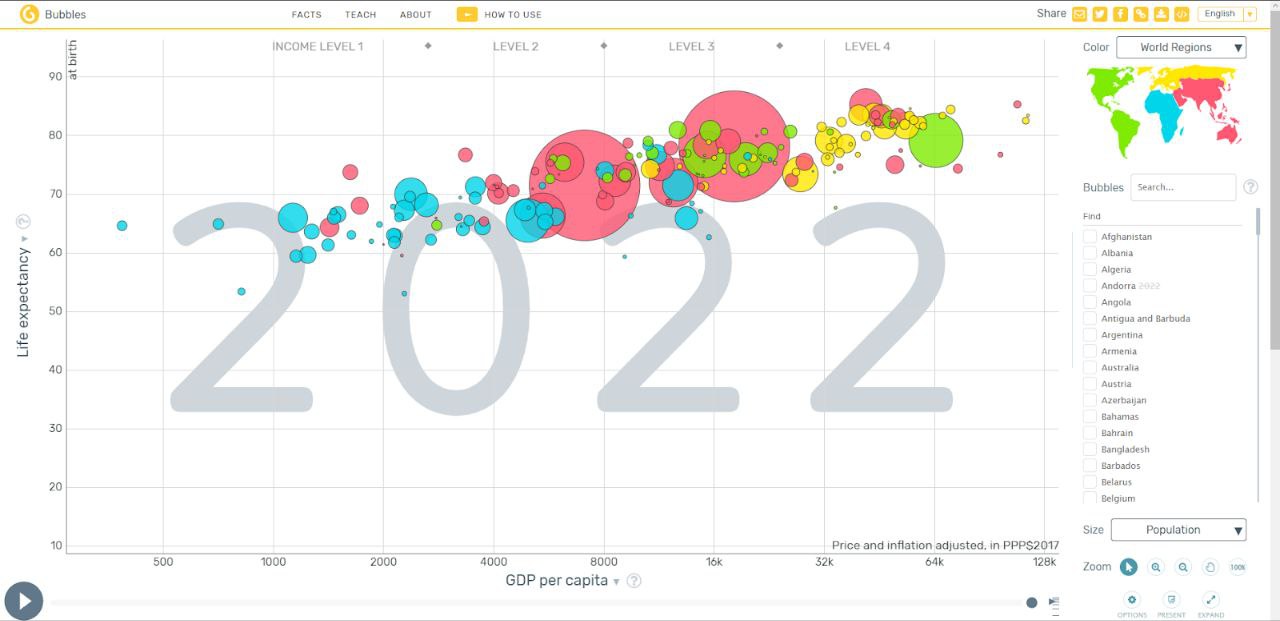 Bubbles
FACTS TEACH ABOUT HOW TO USE
Share
English
INCOME LEVEL 1 LEVEL 2 LEVEL 3 LEVEL 4
at birth
Life expectancy
90
80
70
60
50
40
30
20
10
2022
Price and inflation adjusted, in PPP$2017
500 1000 2000 4000 8000 16k 32k 64k 128k
GDP per capita ?
Color World Regions
Bubbles Search... ?
Find
Afghanistan
Albania
Algeria
Andorra 2022
Angola
Antigua and Barbuda
Argentina
Armenia
Australia
Austria
Azerbaijan
Bahamas
Bahrain
Bangladesh
Barbados
Belarus
Belgium
Size Population
Zoom 100%
OPTIONS PRESENT EXPAND